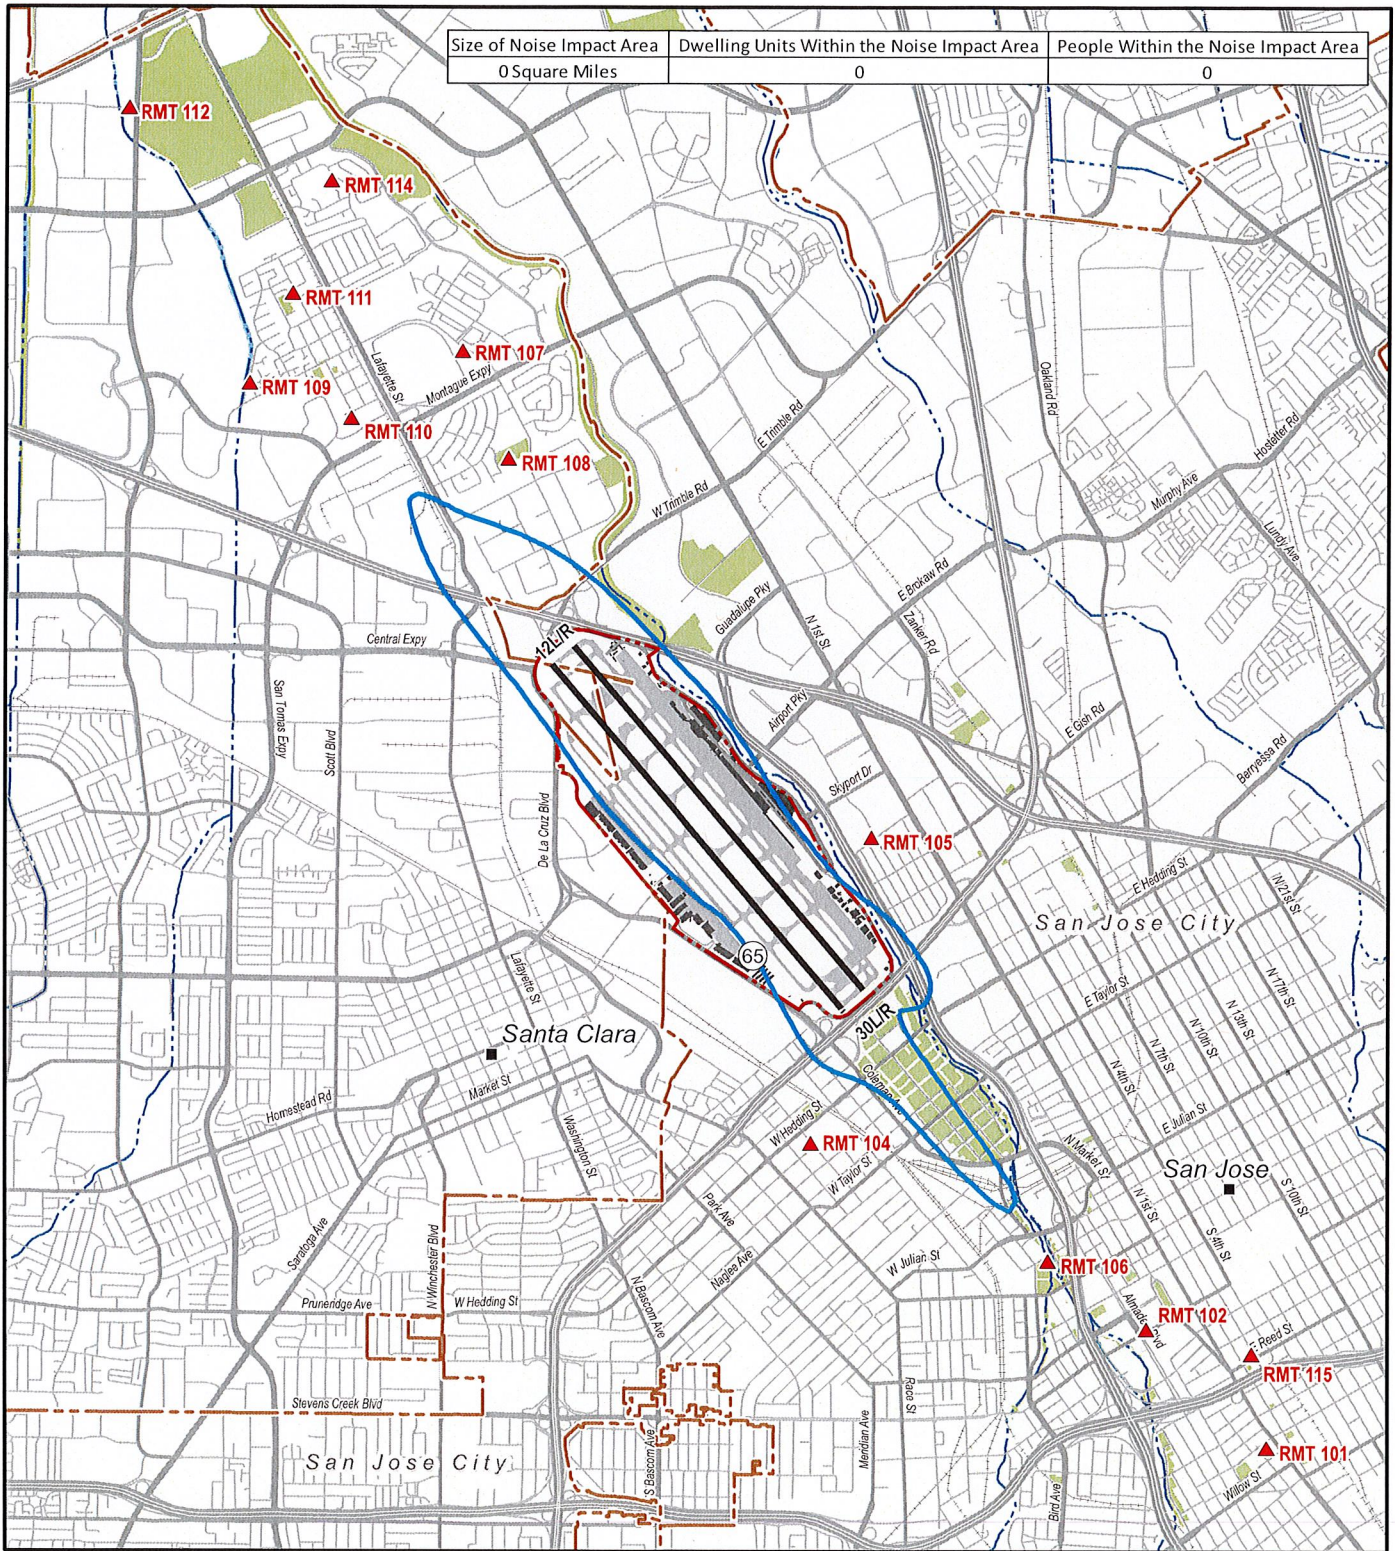 Size of Noise Impact Area
Dwelling Units Within the Noise Impact Area
People Within the Noise Impact Area
0 Square Miles
0
0
RMT 112
RMT 114
RMT 111
RMT 107
Lafayette St
Montague Expy
RMT 109
RMT 110
RMT 108
Oakland Rd
E Trimble Rd
Hostetter Rd
W Trimble Rd
Murphy Ave
Lundy Ave
E Brokaw Rd
Guadalupe Pky
N 1st St
Zanker Rd
Central Expy
12L/R
San Tomas Expy
Scott Blvd
Airport Pky
E Gish Rd
Berryessa Rd
Skyport Dr
De La Cruz Blvd
RMT 105
E Hedding St
N 21st St
San Jose City
65
Lafayette St
E Taylor St
N 17th St
N 13th St
N 10th St
N 7th St
N 4th St
30L/R
Santa Clara
Market St
Homestead Rd
Coleman Ave
W Hedding St
RMT 104
W Taylor St
Washington St
E Julian St
N Market St
San Jose
N 1st St
S 10th St
S 4th St
Park Ave
Naglee Ave
W Julian St
Saratoga Ave
N Winchester Blvd
RMT 106
N Bascom Ave
Pruneridge Ave
W Hedding St
Almaden Blvd
RMT 102
E Reed St
RMT 115
Race St
Stevens Creek Blvd
Meridian Ave
S Bascom Ave
San Jose City
RMT 101
Willow St
Bird Ave